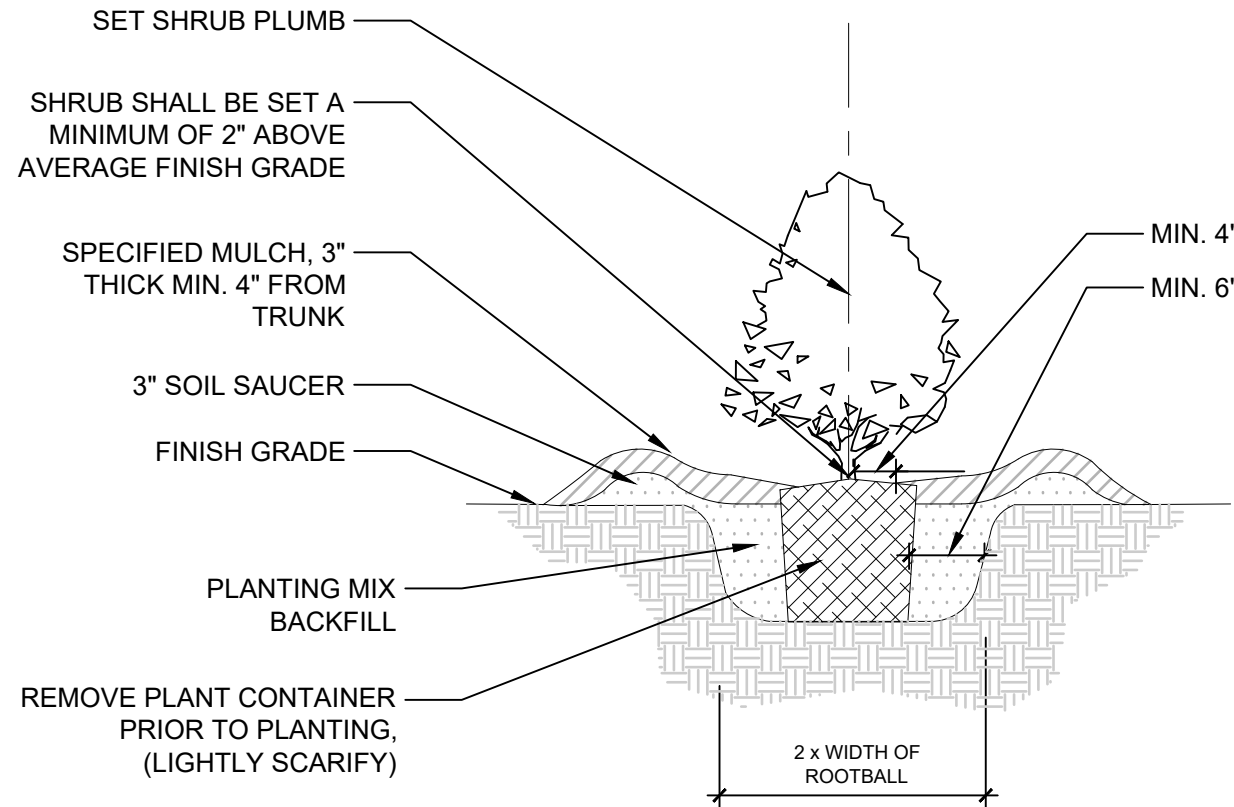 SET SHRUB PLUMB
SHRUB SHALL BE SET A
MINIMUM OF 2" ABOVE
AVERAGE FINISH GRADE
SPECIFIED MULCH, 3"
THICK MIN. 4" FROM
TRUNK
3" SOIL SAUCER
FINISH GRADE
PLANTING MIX
BACKFILL
REMOVE PLANT CONTAINER
PRIOR TO PLANTING,
(LIGHTLY SCARIFY)
MIN. 4'
MIN. 6'
2 x WIDTH OF
ROOTBALL